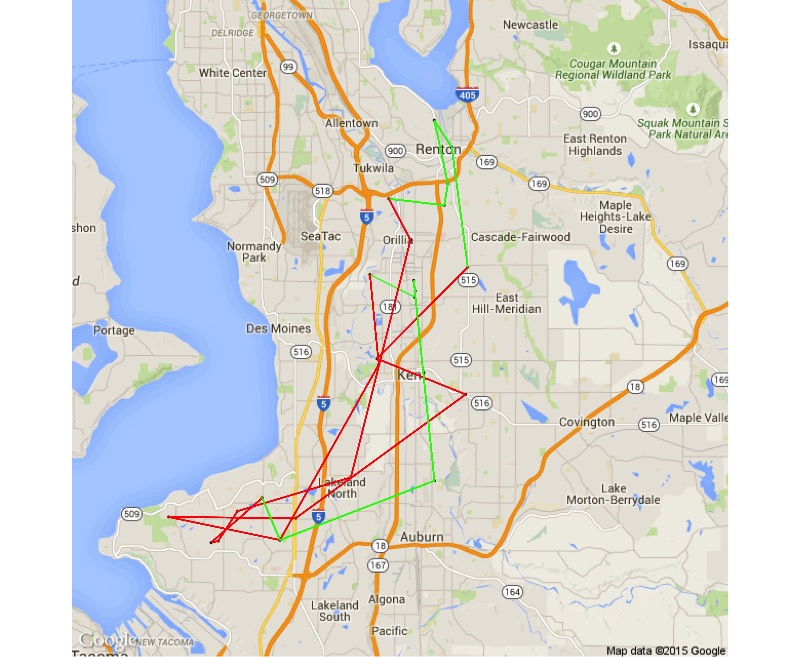 GEORGETOWN
Newcastle
DELRIDGE
Issaqua
99
White Center
Cougar Mountain
Regional Wildland Park
405
900
Squak Mountain S
Park Natural Are
Allentown
Renton
900
East Renton
Highlands
169
Tukwila
509
518
169
Maple
Heights-Lake
Desire
5
shon
SeaTac
Orillia
Cascade-Fairwood
Normandy
Park
169
d
515
181
East
Hill-Meridian
Portage
Des Moines
516
515
Kent
18
169
5
516
Covington
516
Maple Valle
Lakeland
North
Lake
Morton-Berrydale
509
5
Auburn
18
167
164
Algona
Lakeland
South
Pacific
Google
NEW TACOMA
Tacoma
Map data ©2015 Google